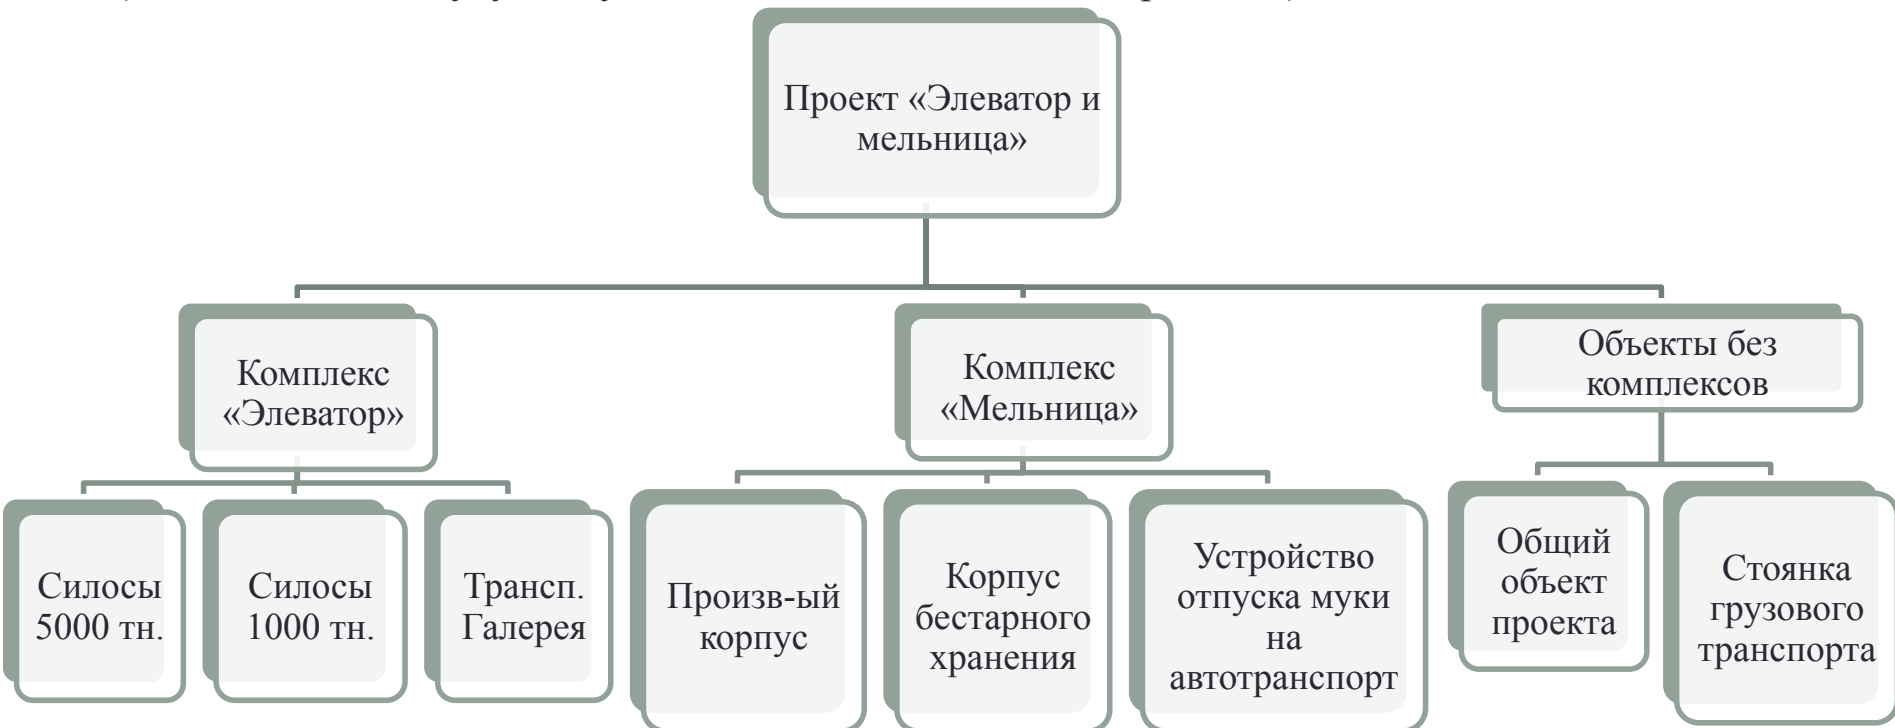 Проект «Элеватор и
мельница»
Комплекс
«Элеватор»
Комплекс
«Мельница»
Объекты без
комплексов
Силосы
5000 тн.
Силосы
1000 тн.
Трансп.
Галерея
Произв-ый
корпус
Корпус
бестарного
хранения
Устройство
отпуска муки
на
автотранспорт
Общий
объект
проекта
Стоянка
грузового
транспорта